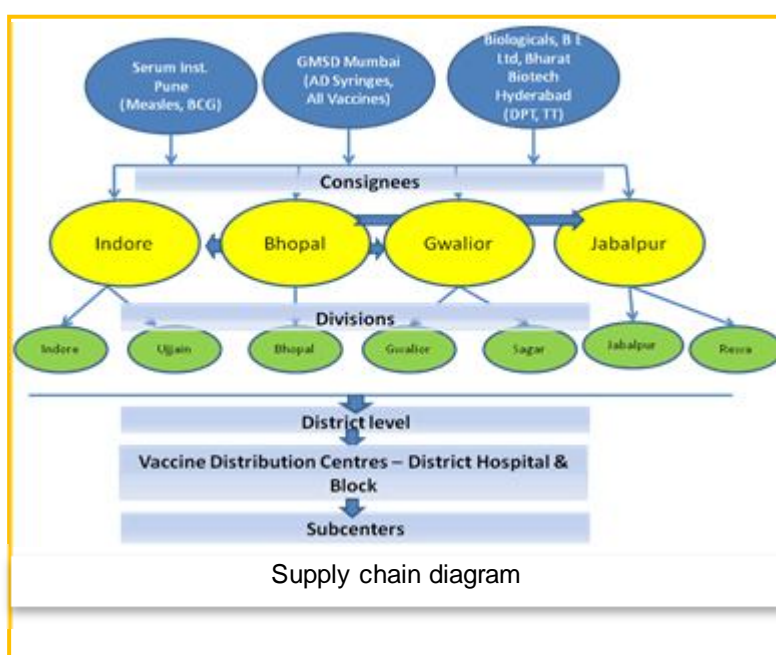 Serum Inst.
Pune
(Measles, BCG)
GMSD Mumbai
(AD Syringes,
All Vaccines)
Biologicals, B E
Ltd, Bharat
Biotech
Hyderabad
(DPT, TT)
Consignees
Indore
Bhopal
Gwalior
Jabalpur
Divisions
Indore
Ujjain
Bhopal
Gwalior
Sagar
Jabalpur
Rewa
District level
Vaccine Distribution Centres – District Hospital &
Block
Subcenters
Supply chain diagram